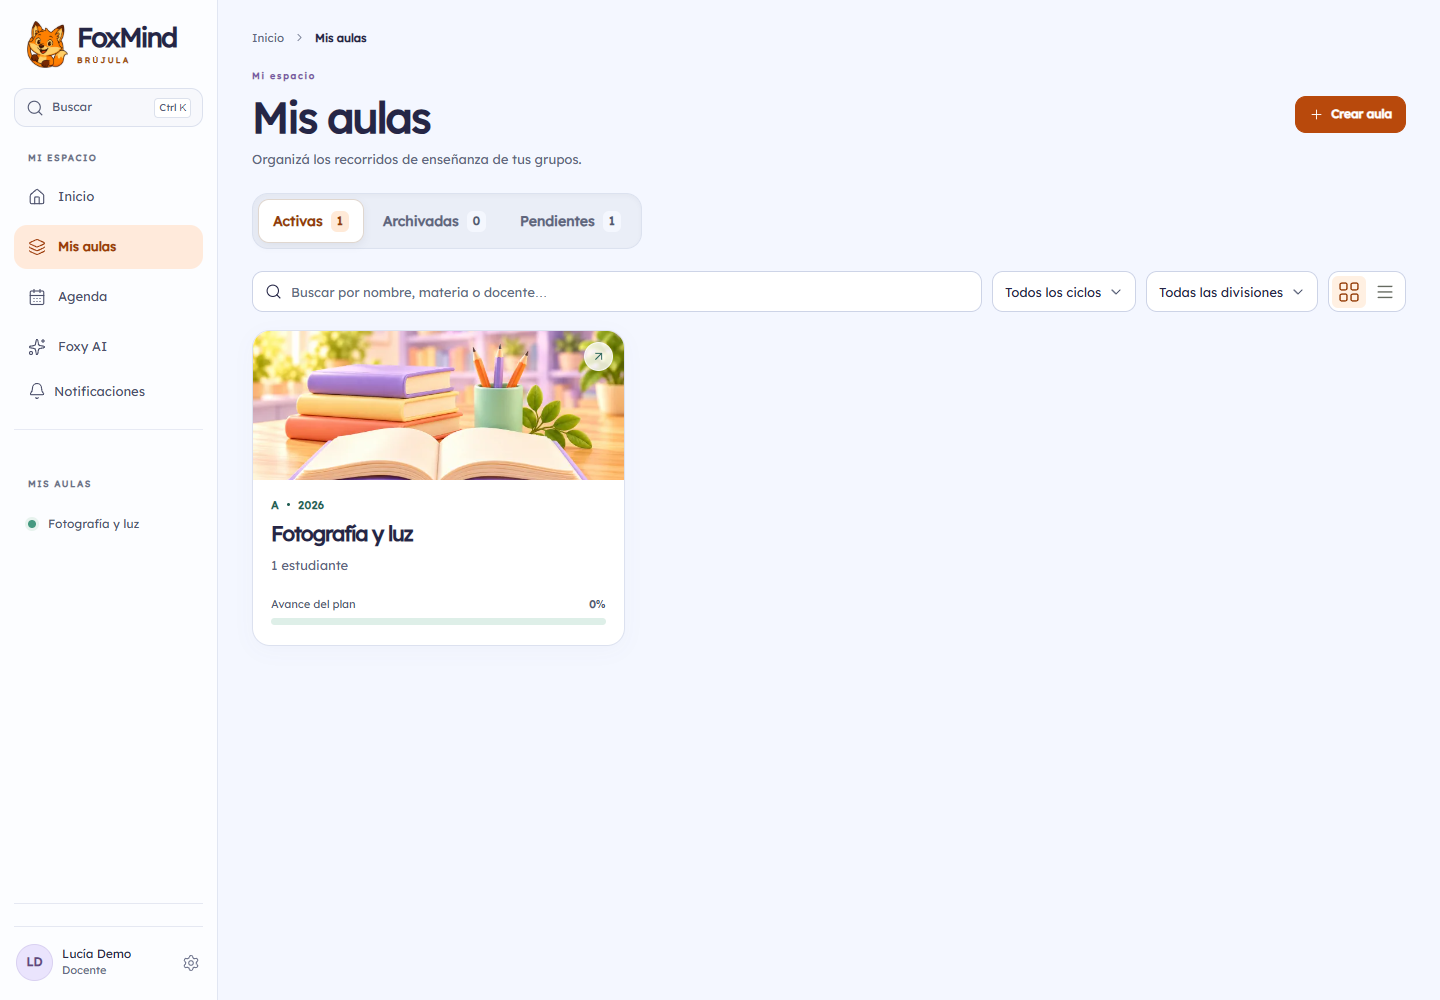 FoxMind
BRÚJULA
Buscar
Ctrl K
MI ESPACIO
Inicio
Mis aulas
Agenda
Foxy AI
Notificaciones
MIS AULAS
Fotografía y luz
LD
Lucía Demo
Docente
Inicio > Mis aulas
Mi espacio
Mis aulas
Organizá los recorridos de enseñanza de tus grupos.
+ Crear aula
Activas 1
Archivadas 0
Pendientes 1
Buscar por nombre, materia o docente...
Todos los ciclos
Todas las divisiones
A • 2026
Fotografía y luz
1 estudiante
Avance del plan 0%